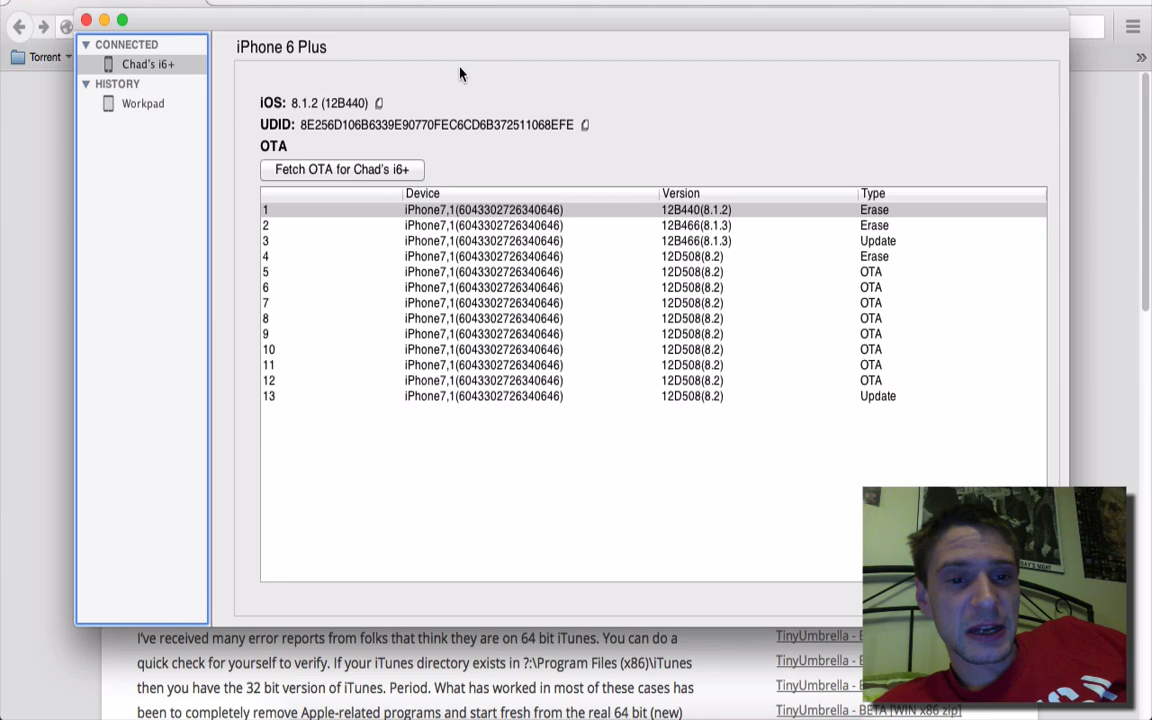 Torrent
»
CONNECTED
Chad's i6+
HISTORY
Workpad
iPhone 6 Plus
iOS: 8.1.2 (12B440)
UDID: 8E256D106B6339E90770FEC6CD6B372511068EFE
OTA
Fetch OTA for Chad's i6+
Device Version Type
1 iPhone7,1(6043302726340646) 12B440(8.1.2) Erase
2 iPhone7,1(6043302726340646) 12B466(8.1.3) Erase
3 iPhone7,1(6043302726340646) 12B466(8.1.3) Update
4 iPhone7,1(6043302726340646) 12D508(8.2) Erase
5 iPhone7,1(6043302726340646) 12D508(8.2) OTA
6 iPhone7,1(6043302726340646) 12D508(8.2) OTA
7 iPhone7,1(6043302726340646) 12D508(8.2) OTA
8 iPhone7,1(6043302726340646) 12D508(8.2) OTA
9 iPhone7,1(6043302726340646) 12D508(8.2) OTA
10 iPhone7,1(6043302726340646) 12D508(8.2) OTA
11 iPhone7,1(6043302726340646) 12D508(8.2) OTA
12 iPhone7,1(6043302726340646) 12D508(8.2) OTA
13 iPhone7,1(6043302726340646) 12D508(8.2) Update
I've received many error reports from folks that think they are on 64 bit iTunes. You can do a
quick check for yourself to verify. If your iTunes directory exists in ?:\Program Files (x86)\iTunes
then you have the 32 bit version of iTunes. Period. What has worked in most of these cases has
been to completely remove Apple-related programs and start fresh from the real 64 bit (new)
TinyUmbrella -
TinyUmbrella -
TinyUmbrella -
TinyUmbrella - BETA [WIN x86 zip]